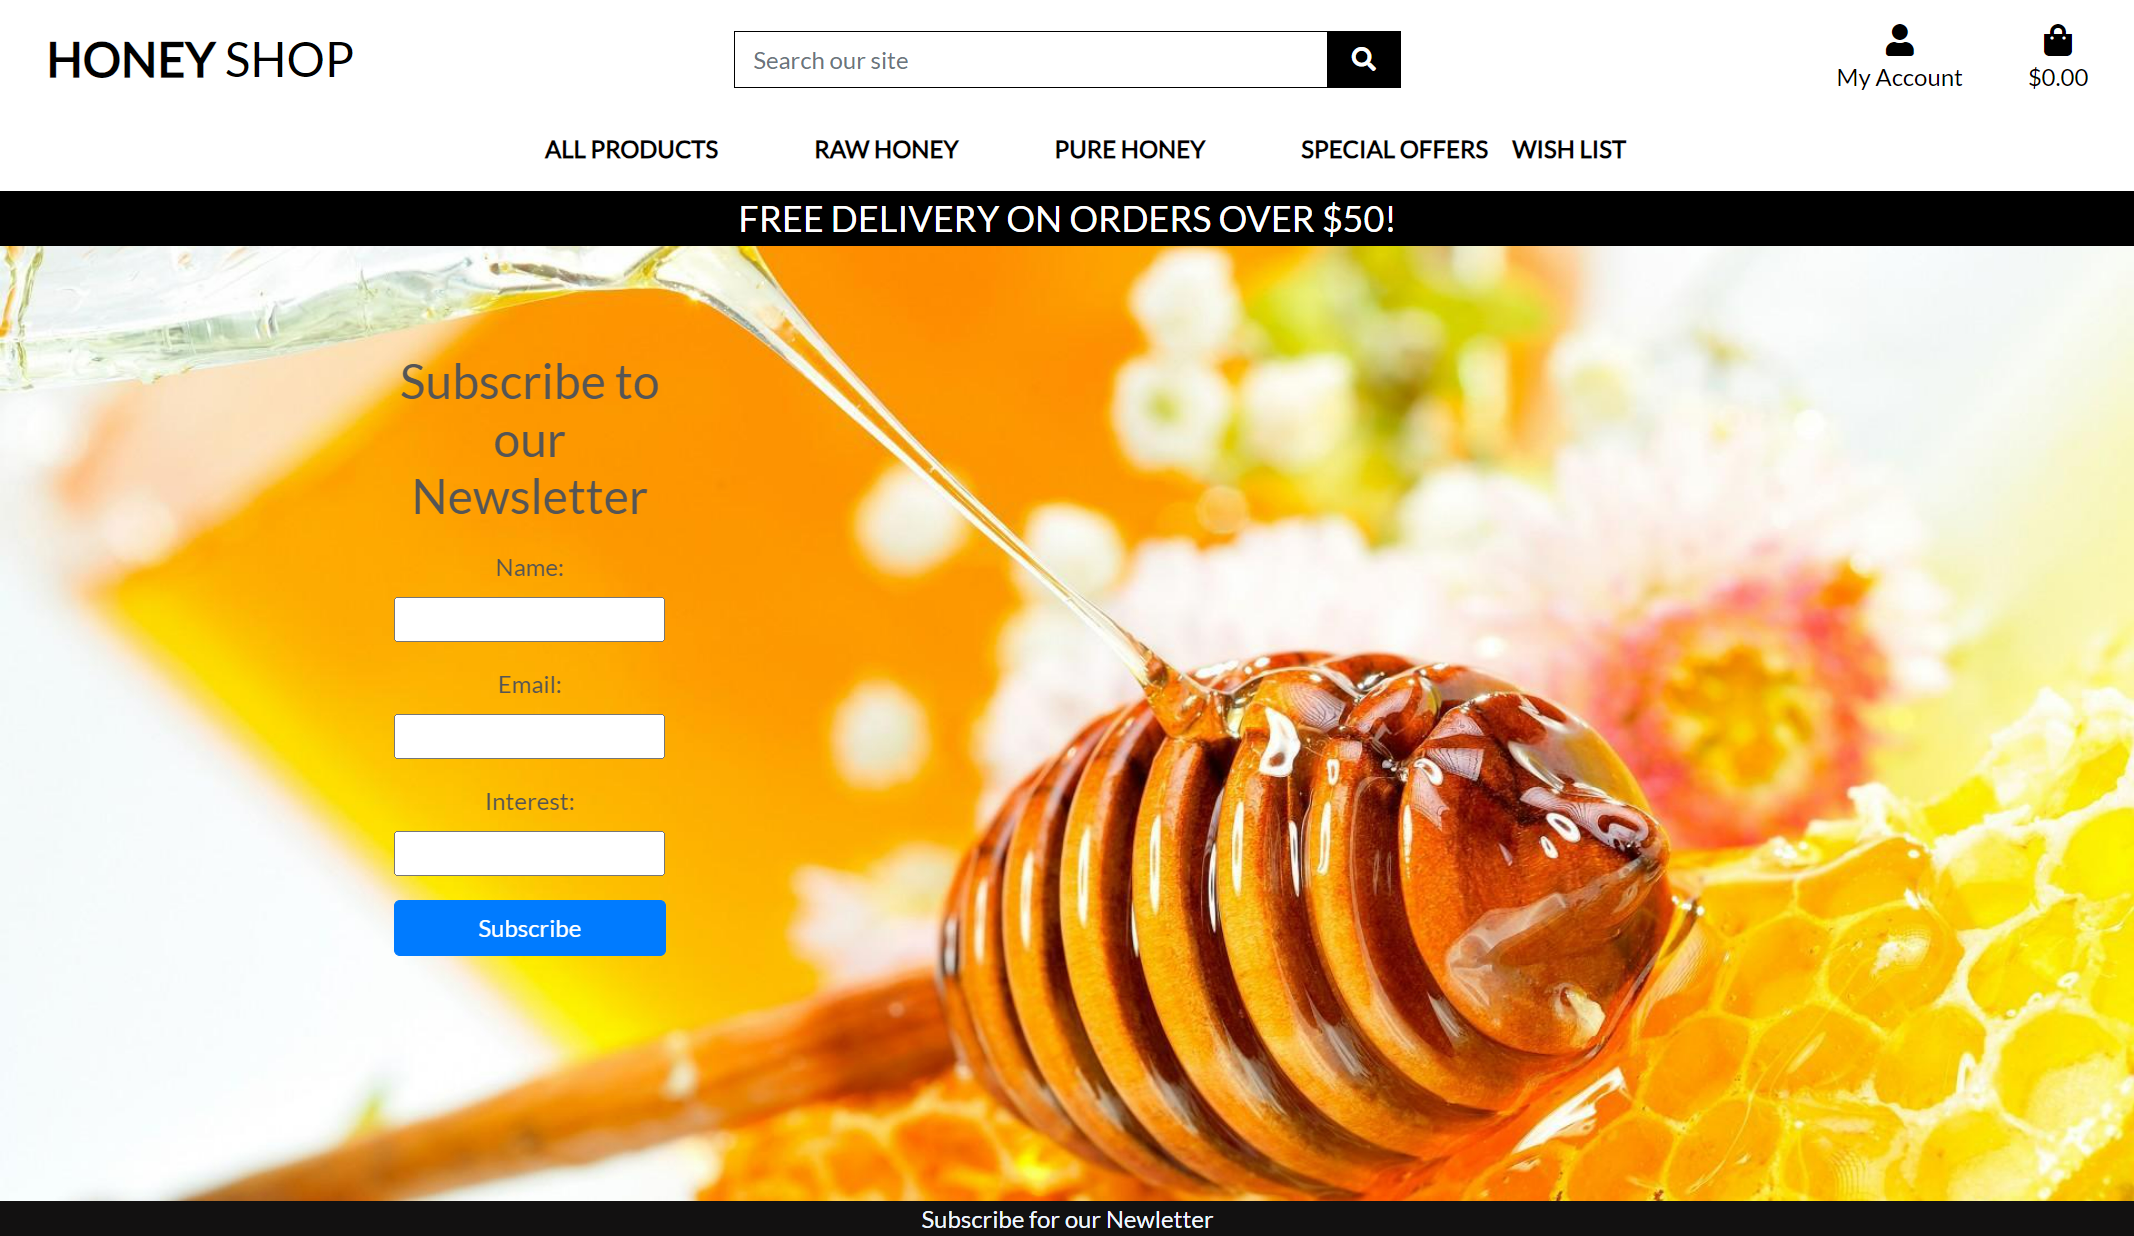 HONEY SHOP
Search our site
My Account
$0.00
ALL PRODUCTS
RAW HONEY
PURE HONEY
SPECIAL OFFERS
WISH LIST
FREE DELIVERY ON ORDERS OVER $50!
Subscribe to
our
Newsletter
Name:
Email:
Interest:
Subscribe
Subscribe for our Newletter